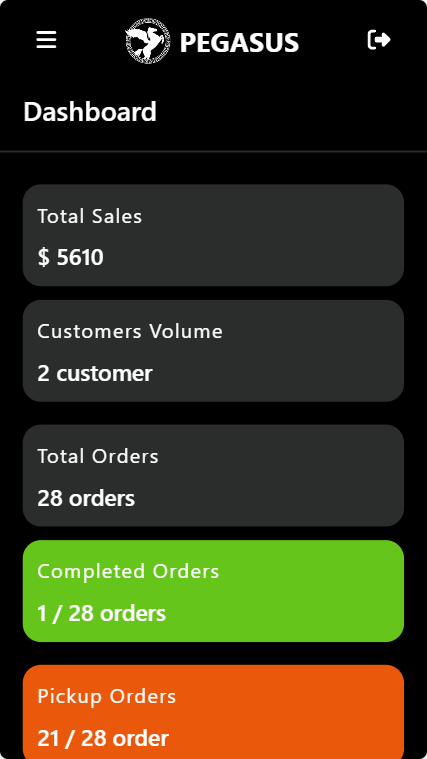 PEGASUS
Dashboard
Total Sales
$ 5610
Customers Volume
2 customer
Total Orders
28 orders
Completed Orders
1 / 28 orders
Pickup Orders
21 / 28 order